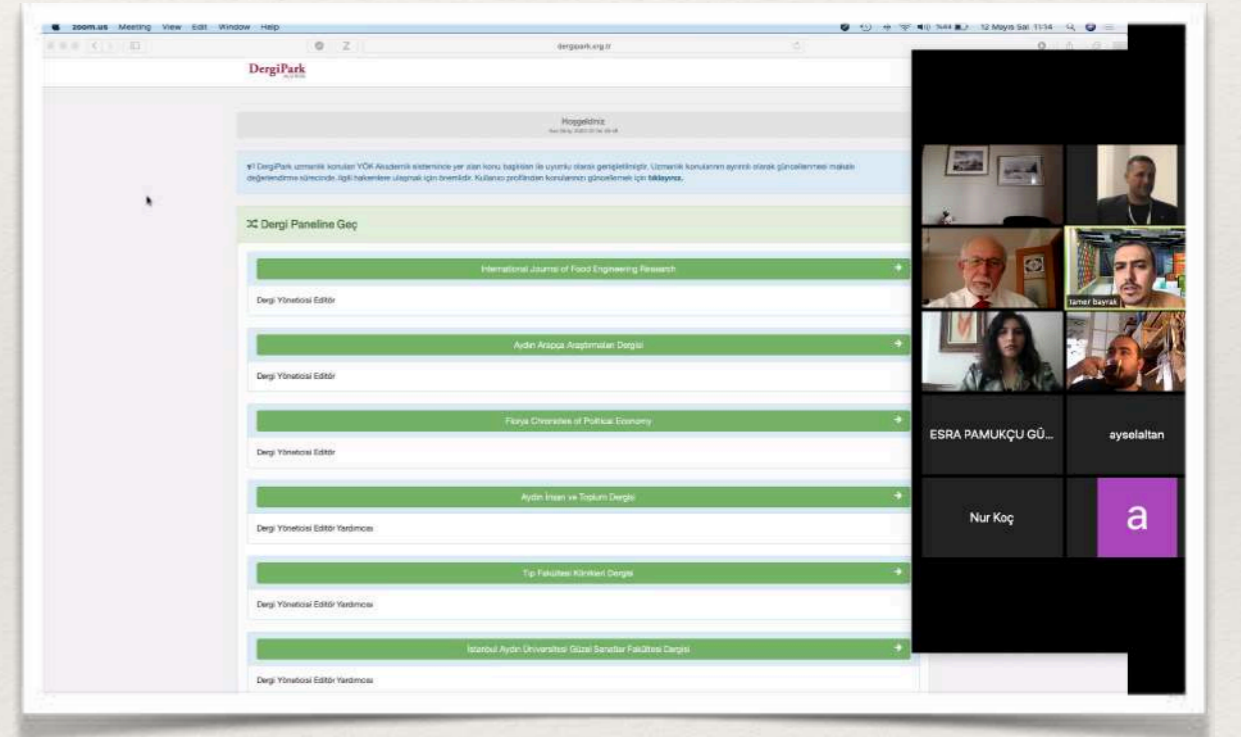 zoom.us Meeting View Edit Window Help
%44 12 Mayıs Sal 11:14
dergipark.org.tr
DergiPark
Hoşgeldiniz
DergiPark uzmanlık konuları YÖK Akademik sisteminde yer alan konu başlıkları ile uyumlu olarak genişletilmiştir. Uzmanlık konularının ayrıntılı olarak güncellenmesi makale
değerlendirme sürecinde, ilgili hakemlere ulaşmak için önemlidir. Kullanıcı profilinden konularınızı güncellemek için tıklayınız.
Dergi Paneline Geç
International Journal of Food Engineering Research
Dergi Yöneticisi Editör
Aydın Arapça Araştırmaları Dergisi
Dergi Yöneticisi Editör
Florya Chronicles of Political Economy
Dergi Yöneticisi Editör
Aydın İnsan ve Toplum Dergisi
Dergi Yöneticisi Editör Yardımcısı
Tıp Fakültesi Klinikleri Dergisi
Dergi Yöneticisi Editör Yardımcısı
İstanbul Aydın Üniversitesi Güzel Sanatlar Fakültesi Dergisi
Dergi Yöneticisi Editör Yardımcısı
tamer bayrak
ESRA PAMUKÇU GÜ...
ayselaltan
Nur Koç
a